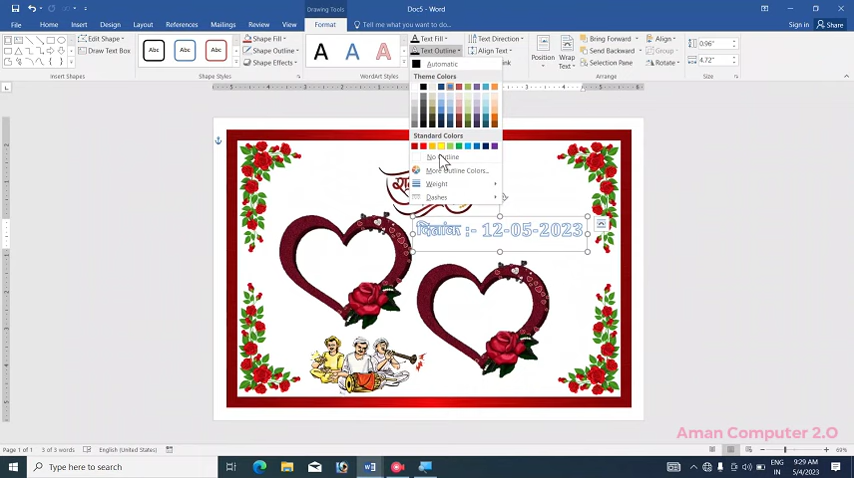 Doc5 - Word
Drawing Tools
Sign in
Share
File
Home
Insert
Design
Layout
References
Mailings
Review
View
Format
Tell me what you want to do...
Edit Shape
Draw Text Box
Insert Shapes
Abc
Abc
Abc
Shape Fill
Shape Outline
Shape Effects
Shape Styles
A
A
A
WordArt Styles
Text Fill
Text Outline
Text Direction
Align Text
Position
Wrap
Text
Bring Forward
Send Backward
Selection Pane
Align
Group
Rotate
Arrange
0.96"
4.72"
Size
Automatic
Theme Colors
Standard Colors
No Outline
More Outline Colors...
Weight
Dashes
दिनांक :- 12-05-2023
Aman Computer 2.O
Page 1 of 1
3 of 3 words
English (United States)
69%
Type here to search
ENG
IN
9:29 AM
5/4/2023